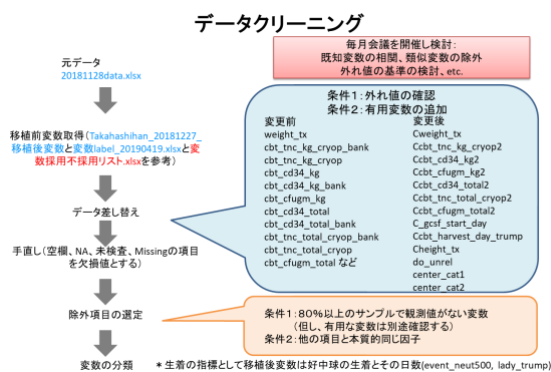 データクリーニング
毎月会議を開催し検討:
既知変数の相関、類似変数の除外
外れ値の基準の検討、etc.
元データ
20181128data.xlsx
移植前変数取得(Takahashihan_20181227_
移植後変数と変数label_20190419.xlsxと変
数採用不採用リスト.xlsxを参考)
データ差し替え
手直し(空欄、NA、未検査、Missingの項目
を欠損値とする)
除外項目の選定
変数の分類
条件1:外れ値の確認
条件2:有用変数の追加
変更前
weight_tx
cbt_tnc_kg_cryop_bank
cbt_tnc_kg_cryop
cbt_cd34_kg
cbt_cd34_kg_bank
cbt_cfugm_kg
cbt_cd34_total
cbt_cd34_total_bank
cbt_tnc_total_cryop_bank
cbt_tnc_total_cryop
cbt_cfugm_total など
変更後
Cweight_tx
Ccbt_tnc_kg_cryop2
Ccbt_cd34_kg2
Ccbt_cfugm_kg2
Ccbt_cd34_total2
Ccbt_tnc_total_cryop2
Ccbt_cfugm_total2
C_gcsf_start_day
Ccbt_harvest_day_trump
Cheight_tx
do_unrel
center_cat1
center_cat2
条件1:80%以上のサンプルで観測値がない変数
(但し、有用な変数は別途確認する)
条件2:他の項目と本質的同じ因子
*生着の指標として移植後変数は好中球の生着とその日数(event_neut500, lady_trump)